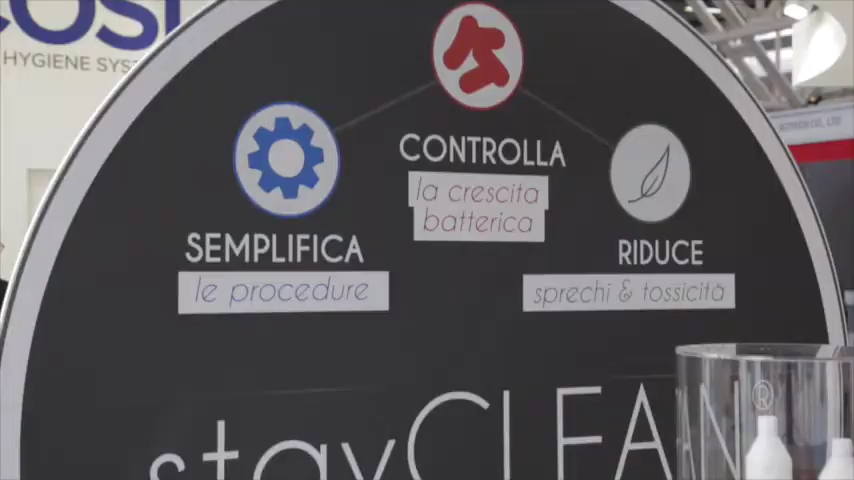 COSI
HYGIENE SYS
CONTROLLA
la crescita
batterica
SEMPLIFICA
le procedure
RIDUCE
sprechi & tossicità
stayCLEAN
®